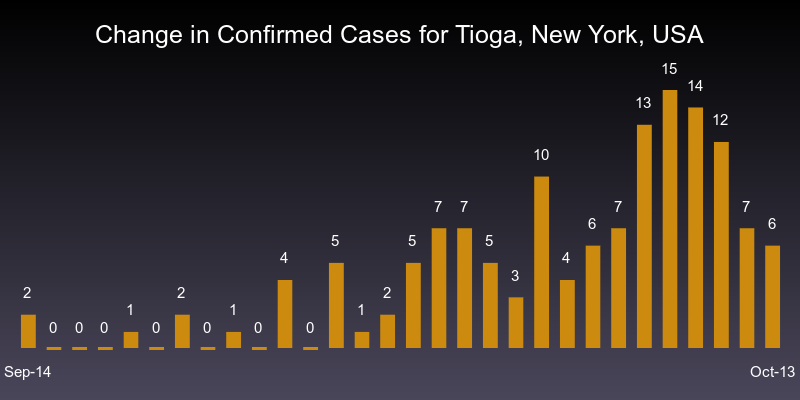 Change in Confirmed Cases for Tioga, New York, USA
2 0 0 0 1 0 2 0 1 0 4 0 5 1 2 5 7 7 5 3 10 4 6 7 13 15 14 12 7 6
Sep-14 Oct-13